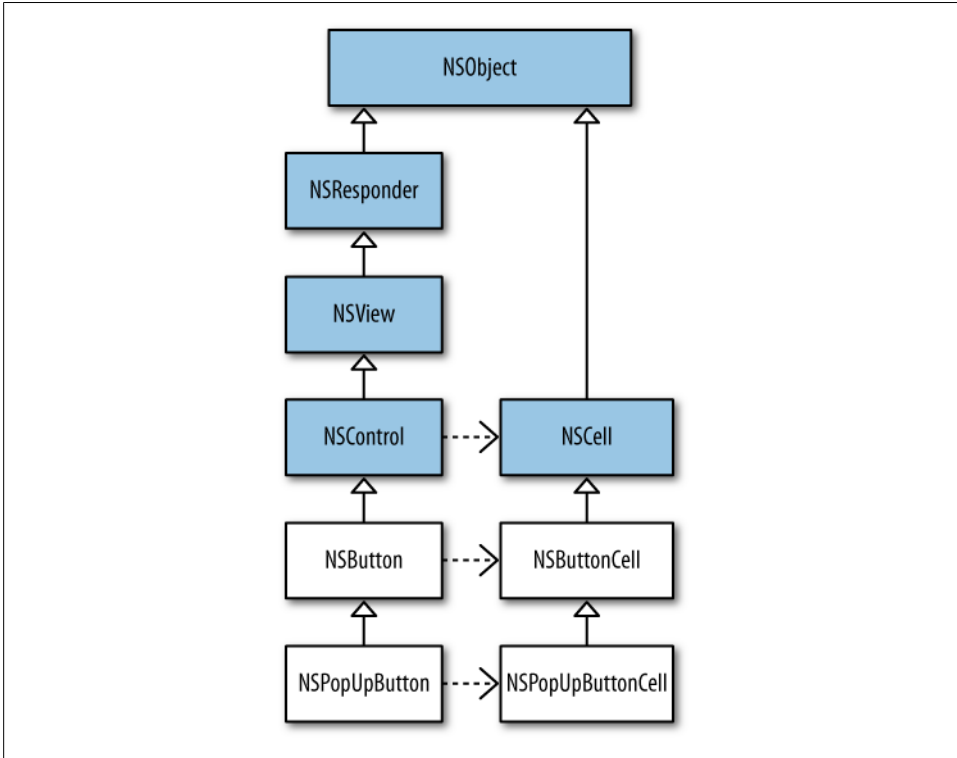 NSObject
NSResponder
NSView
NSControl
NSCell
NSButton
NSButtonCell
NSPopUpButton
NSPopUpButtonCell